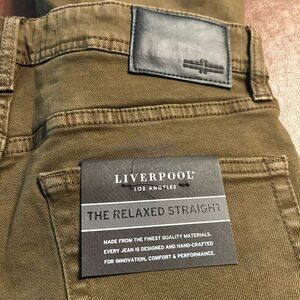 LIVERPOOL
LOS ANGELES
THE RELAXED STRAIGHT
MADE FROM THE FINEST QUALITY MATERIALS.
EVERY JEAN IS DESIGNED AND HAND-CRAFTED
FOR INNOVATION, COMFORT & PERFORMANCE.